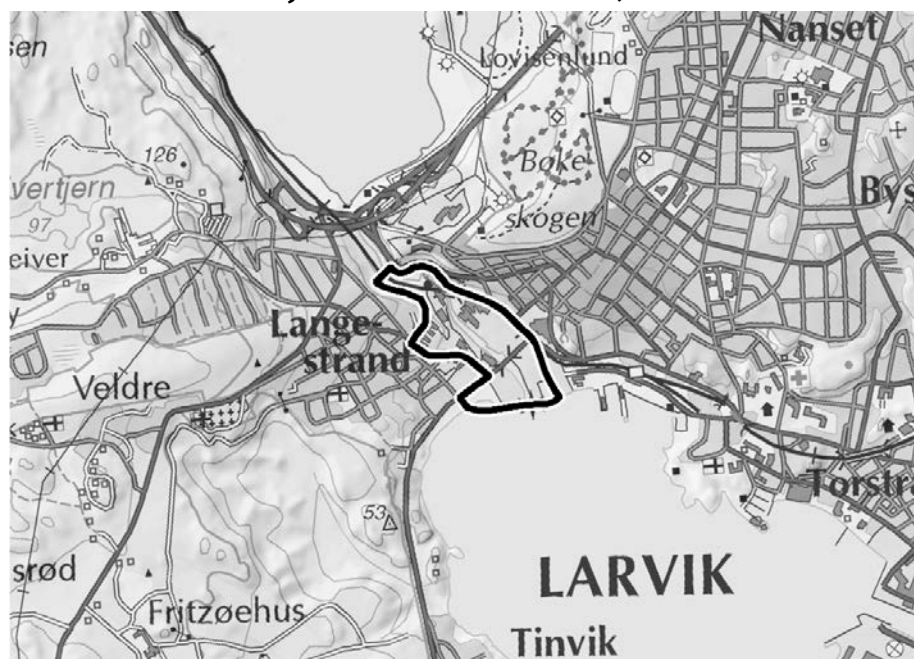 Nanset
Lovisenlund
126
Bøke
skogen
vertjern
97
eiver
Lange-
strand
Veldre
53
Torstr
LARVIK
Fritzøehus
Tinvik
srød
Bys
sen
y